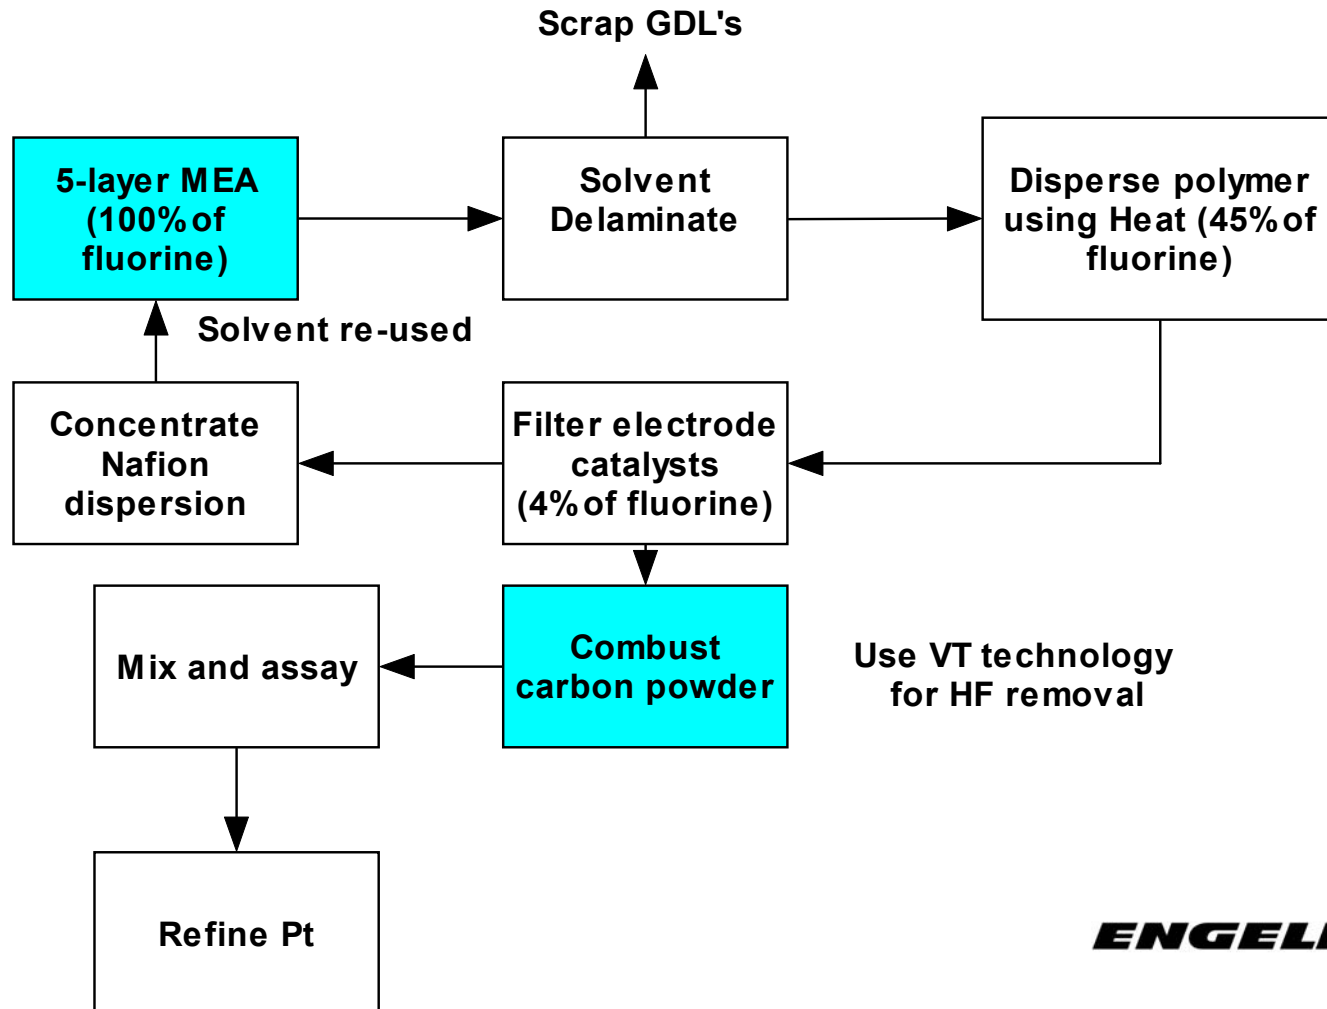 Scrap GDL's
5-layer MEA
(100% of
fluorine)
Solvent
Delaminate
Disperse polymer
using Heat (45% of
fluorine)
Solvent re-used
Concentrate
Nafion
dispersion
Filter electrode
catalysts
(4% of fluorine)
Mix and assay
Combust
carbon powder
Use VT technology
for HF removal
Refine Pt